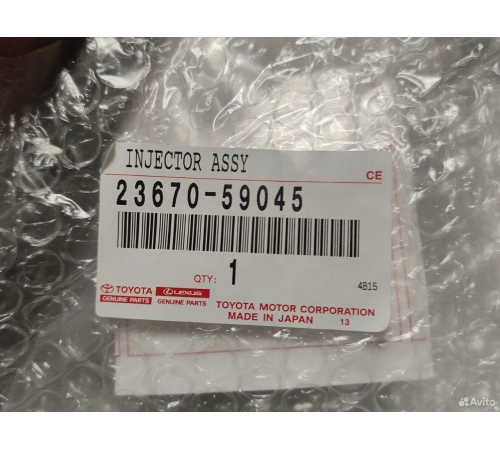 INJECTOR ASSY
CE
23670-59045
QTY: 1
4B15
TOYOTA LEXUS
GENUINE PARTS GENUINE PARTS
TOYOTA MOTOR CORPORATION
MADE IN JAPAN 13
Avito